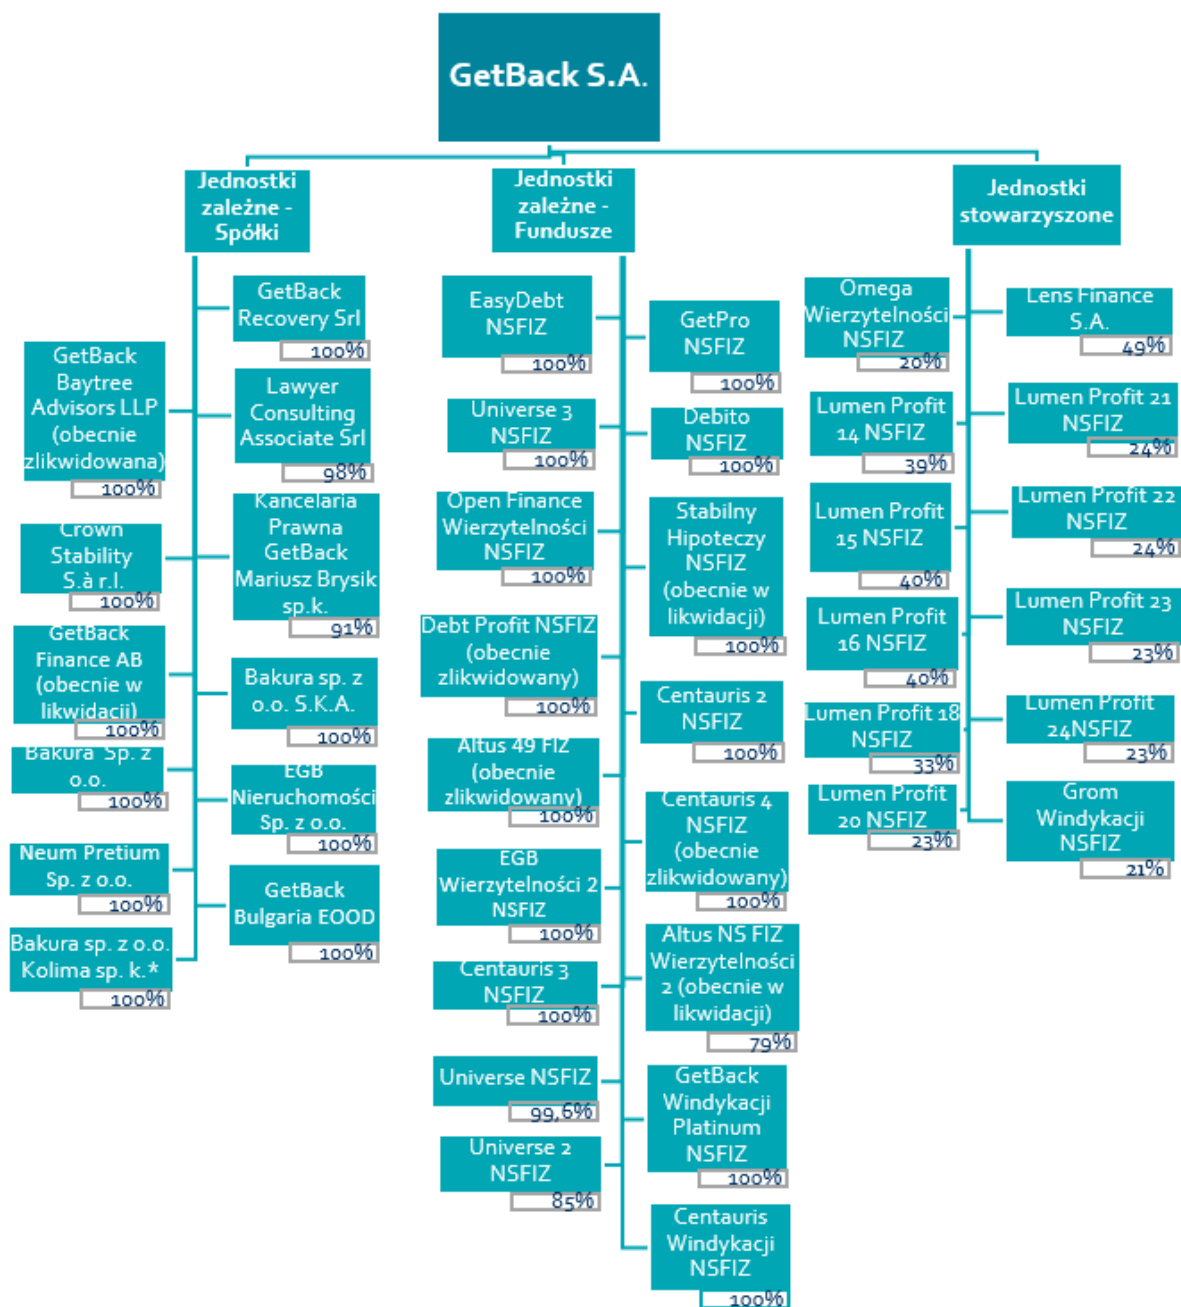 GetBack S.A.
Jednostki
zależne -
Spółki
GetBack
Baytree
Advisors LLP
(obecnie
zlikwidowana)
100%
Crown
Stability
S.à r.l.
100%
GetBack
Finance AB
(obecnie w
likwidacii)
100%
Bakura Sp. z
o.o.
100%
Neum Pretium
Sp. z o.o.
100%
Bakura sp. z o.o.
Kolima sp. k.*
100%
GetBack
Recovery Srl
100%
Lawyer
Consulting
Associate Srl
98%
Kancelaria
Prawna
GetBack
Mariusz Brysik
sp.k.
91%
Bakura sp. z
o.o. S.K.A.
100%
EGB
Nieruchomości
Sp. z o.o.
100%
GetBack
Bulgaria EOOD
100%
Jednostki
zależne -
Fundusze
EasyDebt
NSFIZ
100%
Universe 3
NSFIZ
100%
Open Finance
Wierzytelności
NSFIZ
100%
Debt Profit NSFIZ
(obecnie
zlikwidowany)
100%
Altus 49 FIZ
(obecnie
zlikwidowany)
100%
EGB
Wierzytelności 2
NSFIZ
100%
Centauris 3
NSFIZ
100%
Universe NSFIZ
99,6%
Universe 2
NSFIZ
85%
GetPro
NSFIZ
100%
Debito
NSFIZ
100%
Stabilny
Hipoteczy
NSFIZ
(obecnie w
likwidacji)
100%
Centauris 2
NSFIZ
100%
Centauris 4
NSFIZ
(obecnie
zlikwidowany)
100%
Altus NS FIZ
Wierzytelności
2 (obecnie w
likwidacji)
79%
GetBack
Windykacji
Platinum
NSFIZ
100%
Centauris
Windykacji
NSFIZ
100%
Jednostki
stowarzyszone
Omega
Wierzytelności
NSFIZ
20%
Lumen Profit
14 NSFIZ
39%
Lumen Profit
15 NSFIZ
40%
Lumen Profit
16 NSFIZ
40%
Lumen Profit 18
NSFIZ
33%
Lumen Profit
20 NSFIZ
23%
Lens Finance
S.A.
49%
Lumen Profit 21
NSFIZ
24%
Lumen Profit 22
NSFIZ
24%
Lumen Profit 23
NSFIZ
23%
Lumen Profit
24NSFIZ
23%
Grom
Windykacji
NSFIZ
21%